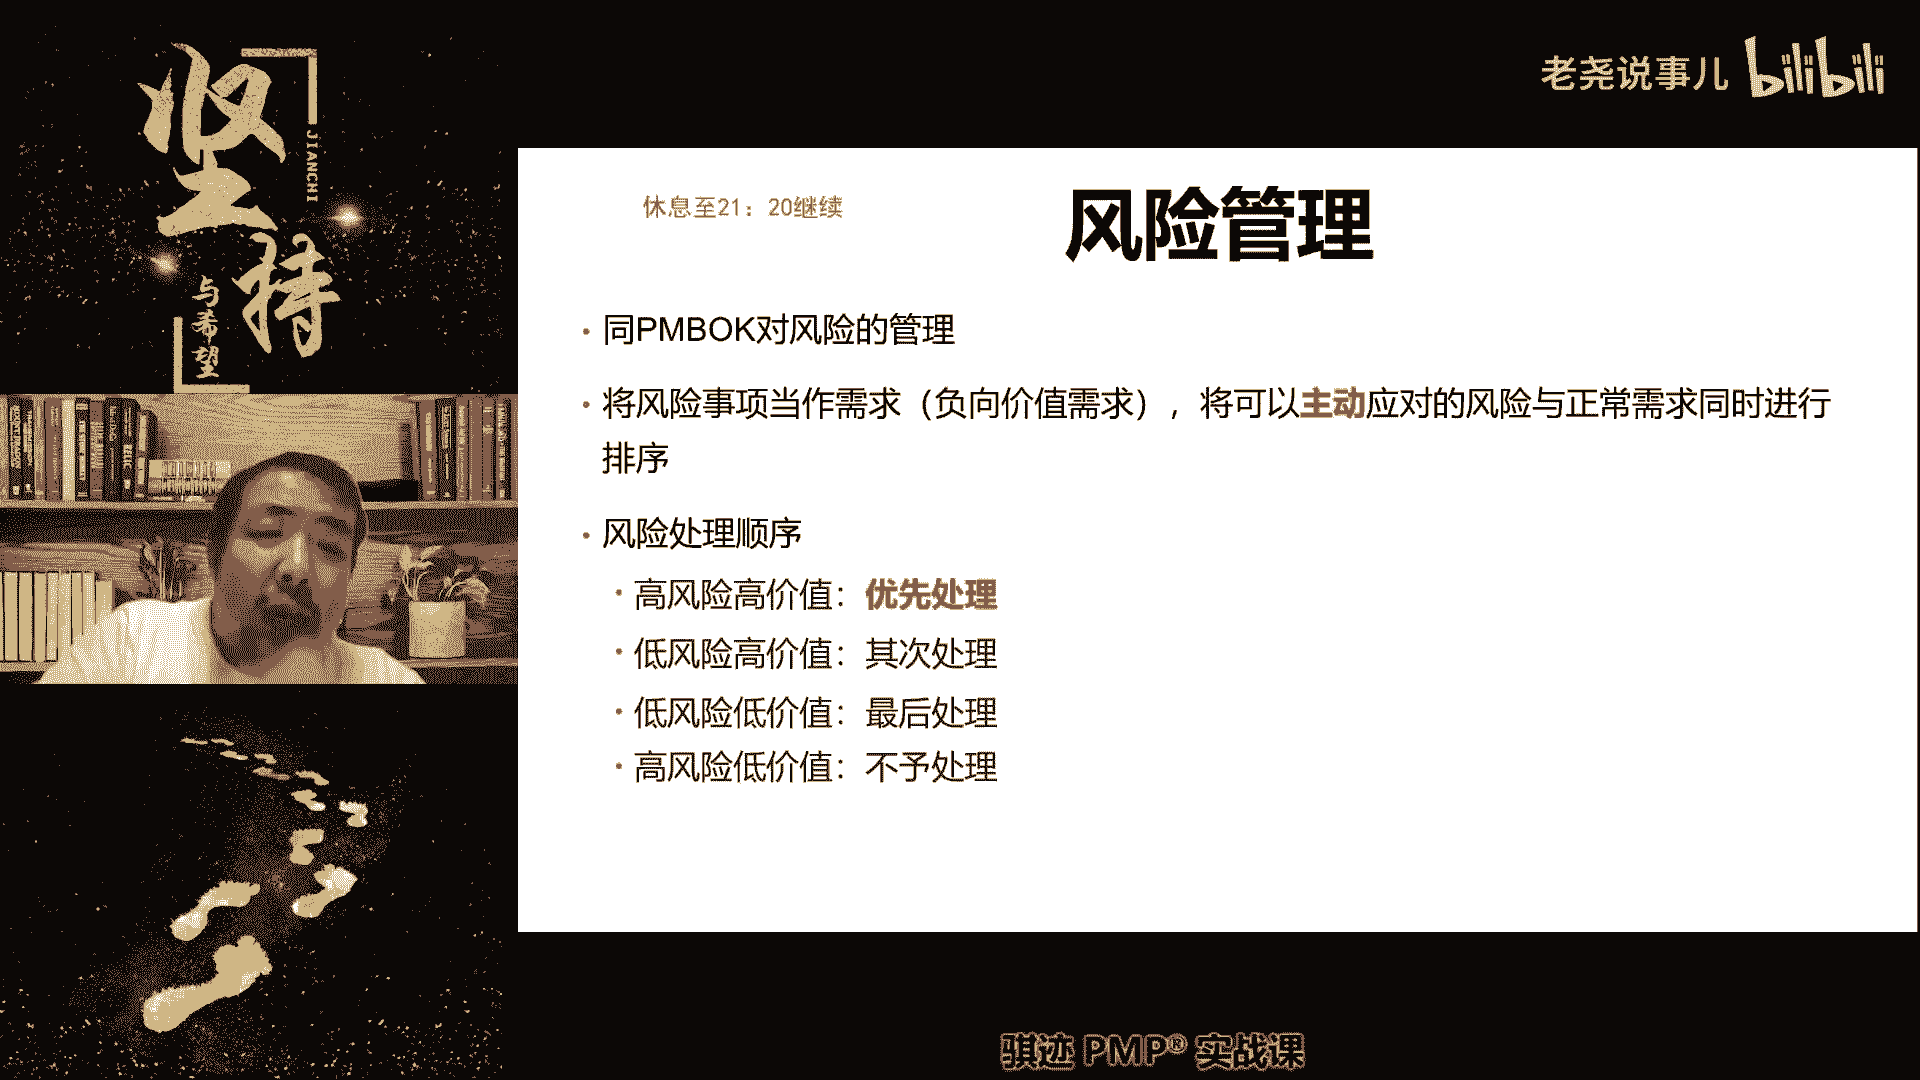 坚持
JIANCHI
与希望
老尧说事儿 bilibili
休息至21：20继续
风险管理
· 同PMBOK对风险的管理
· 将风险事项当作需求（负向价值需求），将可以主动应对的风险与正常需求同时进行
排序
· 风险处理顺序
· 高风险高价值：优先处理
· 低风险高价值：其次处理
· 低风险低价值：最后处理
· 高风险低价值：不予处理
骐迹 PMP® 实战课